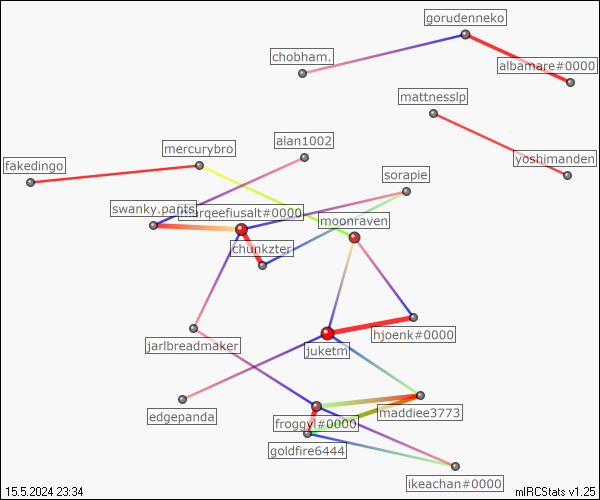 gorudenneko
chobham.
albamare#0000
mattnesslp
alan1002
mercurybro
yoshimanden
fakedingo
sorapie
swanky.pants
marqeefiusalt#0000
moonraven
chunkzter
hjoenk#0000
jarlbreadmaker
juketm
edgepanda
maddiee3773
froggyl#0000
goldfire6444
ikeachan#0000
15.5.2024 23:34
mIRCStats v1.25